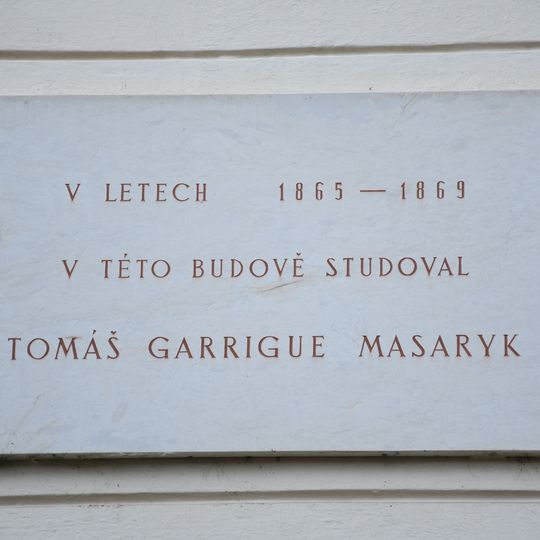 V LETECH 1865 — 1869
V TÉTO BUDOVĚ STUDOVAL
TOMÁŠ GARRIGUE MASARYK